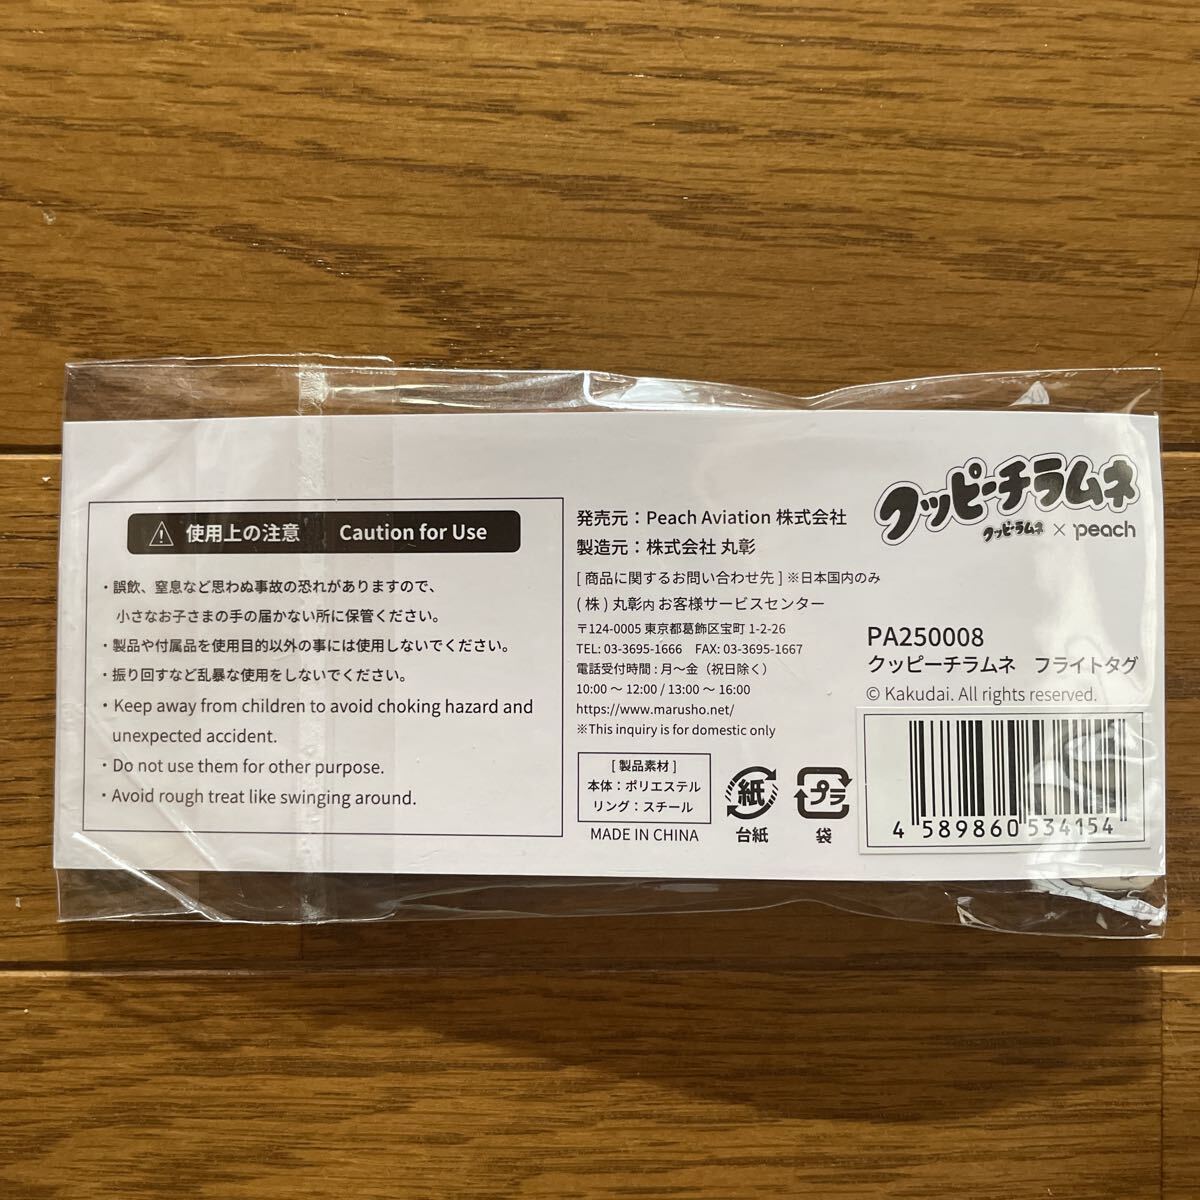 使用上の注意 Caution for Use
・誤飲、窒息など思わぬ事故の恐れがありますので、
小さなお子さまの手の届かない所に保管ください。
・製品や付属品を使用目的以外の事には使用しないでください。
・振り回すなど乱暴な使用をしないでください。
・Keep away from children to avoid choking hazard and
unexpected accident.
・Do not use them for other purpose.
・Avoid rough treat like swinging around.
発売元：Peach Aviation 株式会社
製造元：株式会社 丸彰
[ 商品に関するお問い合わせ先 ] ※日本国内のみ
( 株 ) 丸彰内 お客様サービスセンター
〒124-0005 東京都葛飾区宝町 1-2-26
TEL: 03-3695-1666 FAX: 03-3695-1667
電話受付時間 : 月～金（祝日除く）
10:00 ～ 12:00 / 13:00 ～ 16:00
https://www.marusho.net/
※This inquiry is for domestic only
[ 製品素材 ]
本体：ポリエステル
リング：スチール
MADE IN CHINA
紙
台紙
プラ
袋
クッピーチラムネ
クッピーラムネ × peach
PA250008
クッピーチラムネ フライトタグ
© Kakudai. All rights reserved.
4 589860 534154